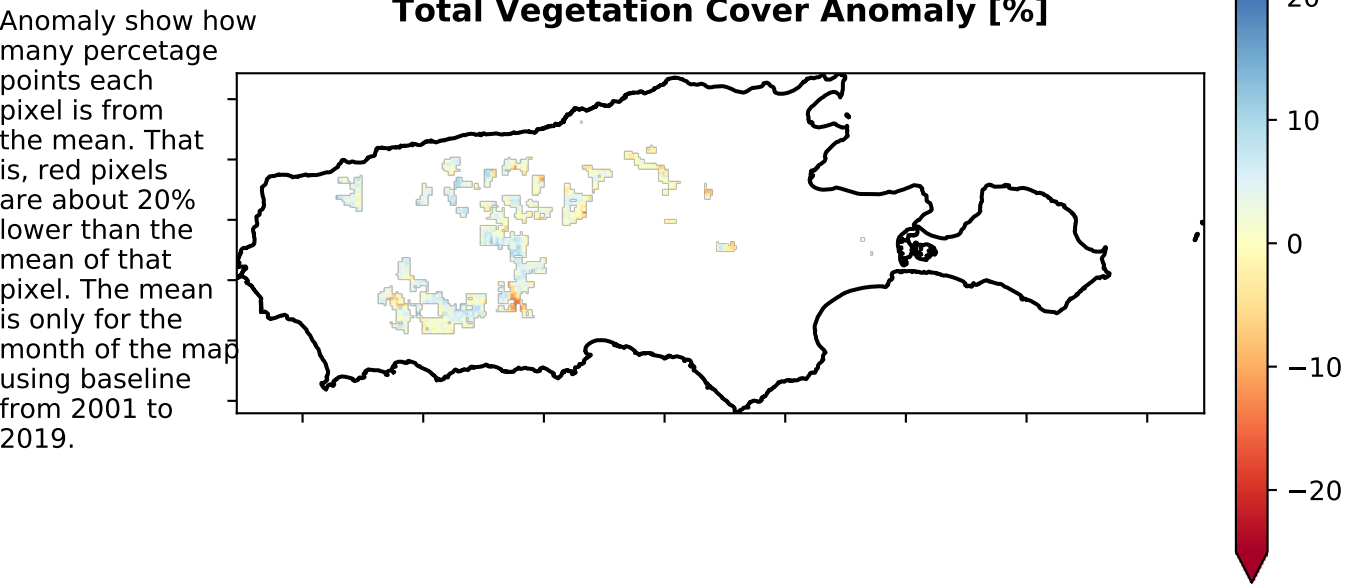 Total Vegetation Cover Anomaly [%]
Anomaly show how
many percetage
points each
pixel is from
the mean. That
is, red pixels
are about 20%
lower than the
mean of that
pixel. The mean
is only for the
month of the map
using baseline
from 2001 to
2019.
20
10
0
−10
−20